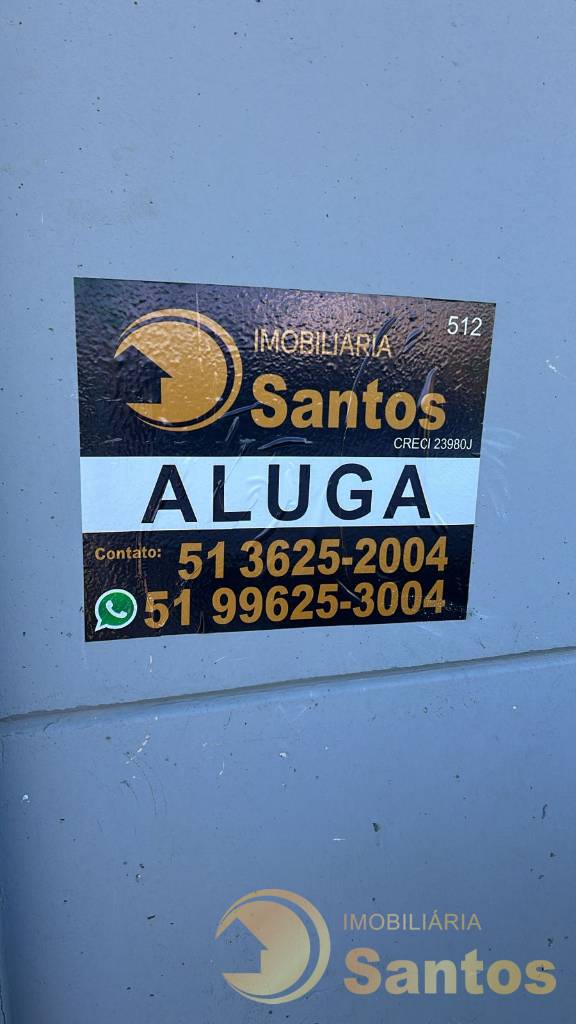 512
IMOBILIÁRIA
Santos
CRECI 23980J
ALUGA
Contato: 51 3625-2004
51 99625-3004
IMOBILIÁRIA
Santos